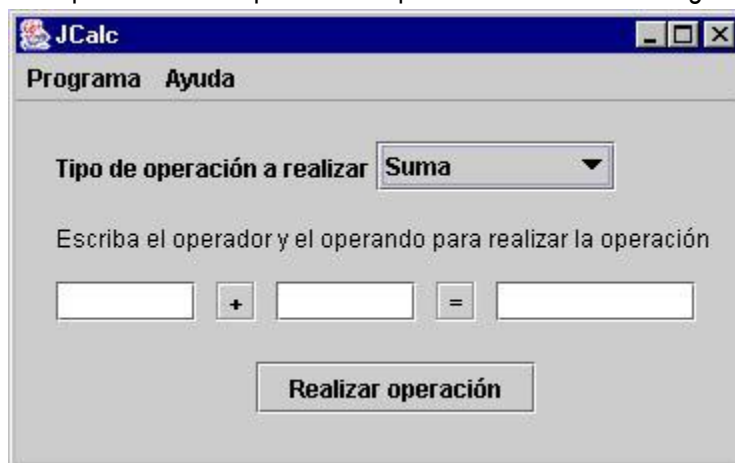 JCalc
Programa Ayuda
Tipo de operación a realizar Suma
Escriba el operador y el operando para realizar la operación
+ =
Realizar operación